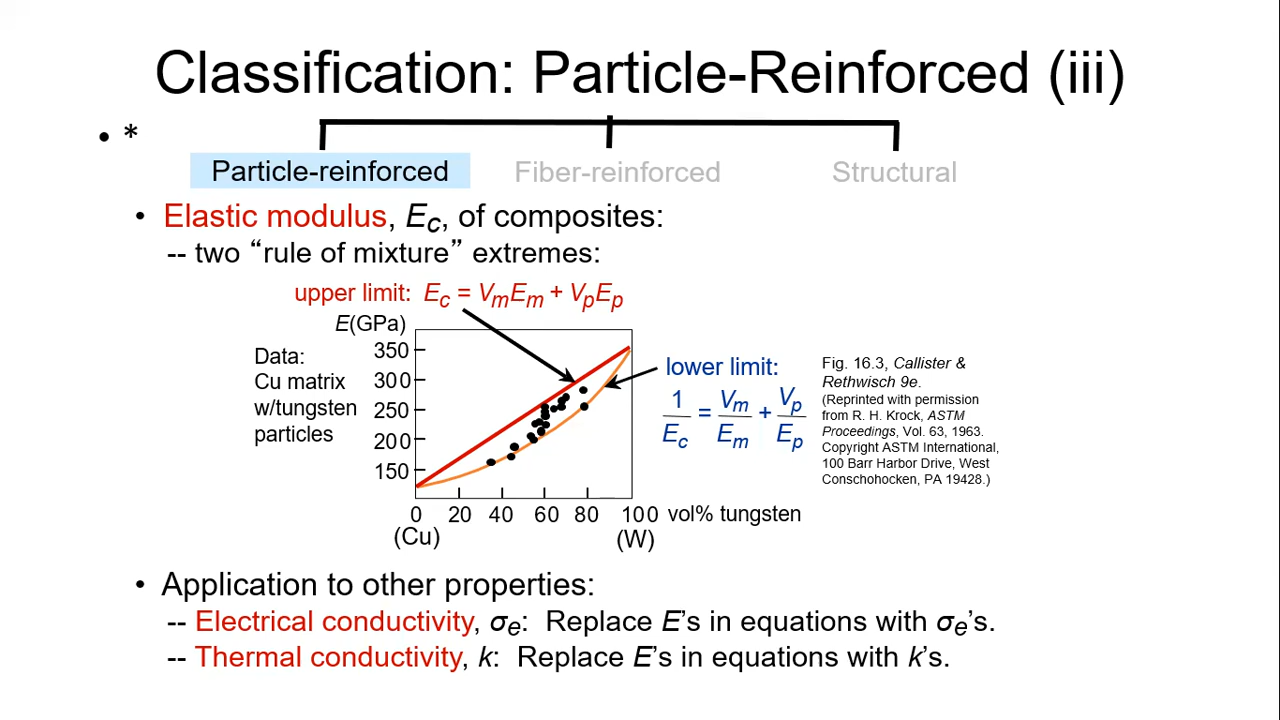 Classification: Particle-Reinforced (iii)
• *
Particle-reinforced
Fiber-reinforced
Structural
• Elastic modulus, Ec, of composites:
-- two “rule of mixture” extremes:
upper limit: Ec = VmEm + VpEp
E(GPa)
Data:
Cu matrix
w/tungsten
particles
350
300
250
200
150
0 20 40 60 80 100 vol% tungsten
(Cu) (W)
lower limit:
1/Ec = Vm/Em + Vp/Ep
Fig. 16.3, Callister &
Rethwisch 9e.
(Reprinted with permission
from R. H. Krock, ASTM
Proceedings, Vol. 63, 1963.
Copyright ASTM International,
100 Barr Harbor Drive, West
Conschohocken, PA 19428.)
• Application to other properties:
-- Electrical conductivity, σe: Replace E’s in equations with σe’s.
-- Thermal conductivity, k: Replace E’s in equations with k’s.